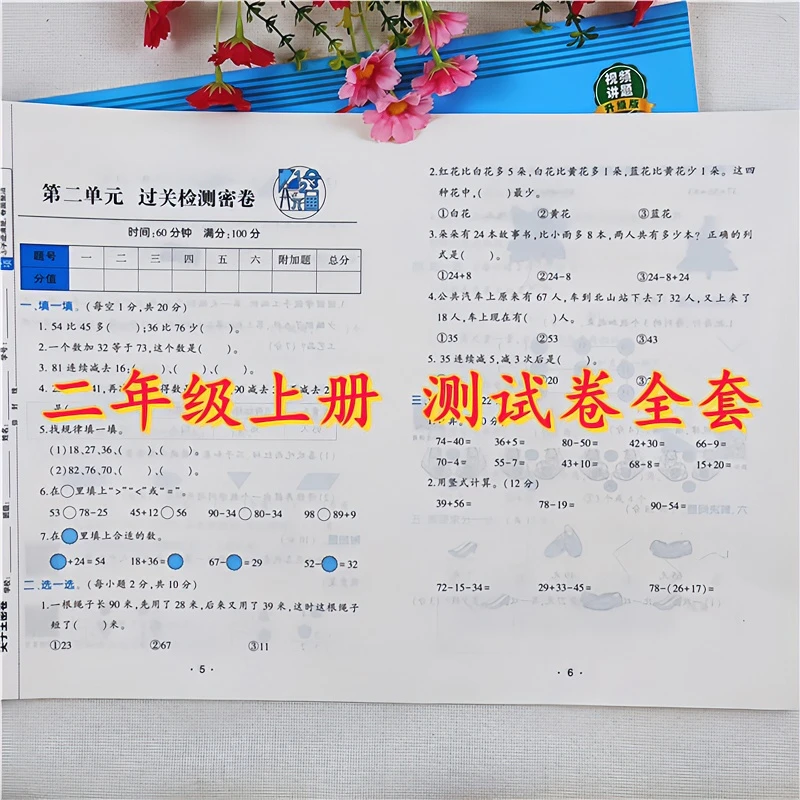 视频
讲题
升级版
第二单元 过关检测密卷
时间:60分钟 满分:100分
题号 一 二 三 四 五 六 附加题 总分
分值
一、填一填。(每空1分,共20分)
1. 54比45多( );36比76少( )。
2.一个数加32等于73,这个数是( )。
3. 81连续减去16:( )、( )
5.找规律填一填。
(1)18,27,36,( )、( )。
(2)82,76,70,( )、( )。
6.在○里填上“>”“<”或“=”。
53○78-25 45+12○56 90-34○80-34 98○89+9
7.在●里填上合适的数。
●+24=54 18+36=● 67-●=29 52-●=32
二、选一选。(每小题2分,共10分)
1.一根绳子长90米,先用了28米,后来又用了39米,这时这根绳子
短了( )米。
①23 ②67 ③11
·5·
2.红花比白花多5朵,白花比黄花多1朵,蓝花比黄花少1朵。这四
种花中,( )最少。
①白花 ②黄花 ③蓝花
3.朵朵有24本故事书,比小雨多8本,两人共有多少本?正确的列
式是( )。
①24+8 ②24-8 ③24-8+24
4.公共汽车上原来有67人,车到北山站下去了32人,又上来了
18人,车上现在有( )人。
①35 ②53 ③43
5. 35连续减5,减3次后是( )。
②20
二年级上册 测试卷全套
74-40= 36+5= 80-50= 42+30= 66-9=
70-4= 55-7= 43+10= 68-8= 15+20=
2.用竖式计算。(12分)
39+56= 78-19= 90-54=
72-15-34= 29+33-45= 78-(26+17)=
·6·
学号:
姓名:
班级:
学校: